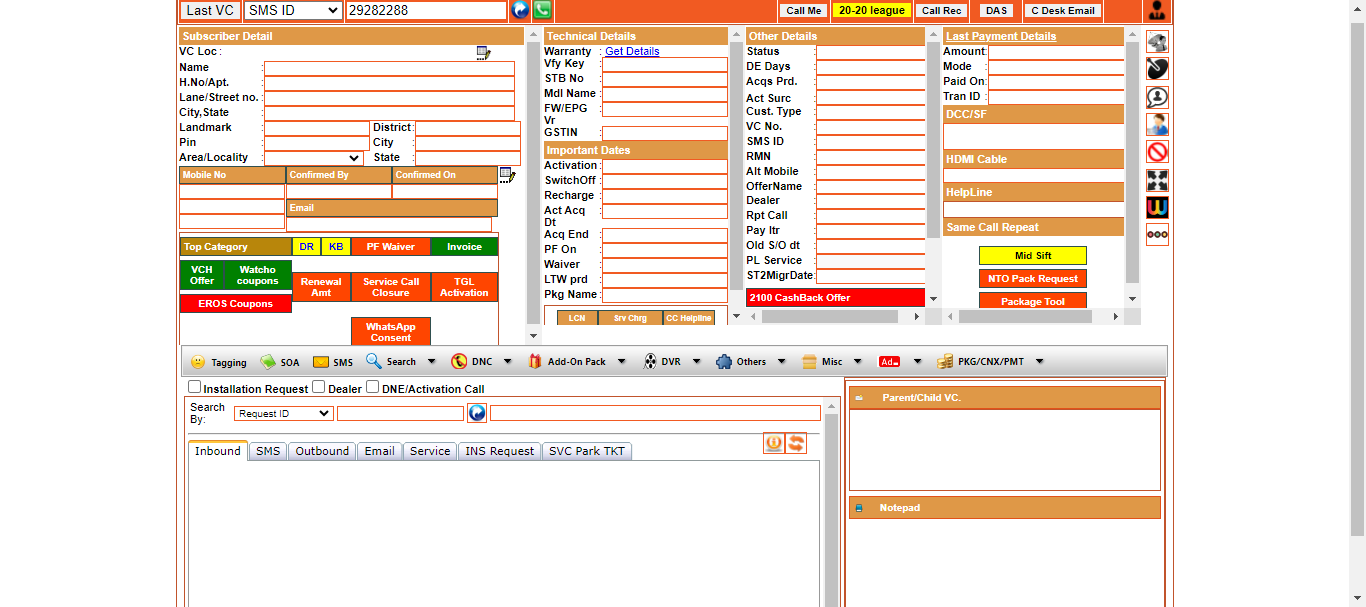 Last VC SMS ID 29282288 Call Me 20-20 league Call Rec DAS C Desk Email
Subscriber Detail
VC Loc :
Name :
H.No/Apt. :
Lane/Street no. :
City,State :
Landmark : District :
Pin : City :
Area/Locality : State :
Mobile No Confirmed By Confirmed On
Email
Top Category DR KB PF Waiver Invoice
VCH Offer Watcho coupons Renewal Amt Service Call Closure TGL Activation
EROS Coupons
WhatsApp Consent
Technical Details
Warranty : Get Details
Vfy Key :
STB No :
Mdl Name :
FW/EPG Vr :
GSTIN :
Important Dates
Activation :
SwitchOff :
Recharge :
Act Acq Dt :
Acq End :
PF On :
Waiver :
LTW prd :
Pkg Name :
LCN Srv Chrg CC Helpline
Other Details
Status :
DE Days :
Acqs Prd. :
Act Surc :
Cust. Type :
VC No. :
SMS ID :
RMN :
Alt Mobile :
OfferName :
Dealer :
Rpt Call :
Pay Itr :
Old S/O dt :
PL Service :
ST2MigrDate:
2100 CashBack Offer
Last Payment Details
Amount:
Mode :
Paid On:
Tran ID :
DCC/SF
HDMI Cable
HelpLine
Same Call Repeat
Mid Sift
NTO Pack Request
Package Tool
Tagging SOA SMS Search DNC Add-On Pack DVR Others Misc Ad PKG/CNX/PMT
Installation Request Dealer DNE/Activation Call
Search By: Request ID
Inbound SMS Outbound Email Service INS Request SVC Park TKT
Parent/Child VC.
Notepad